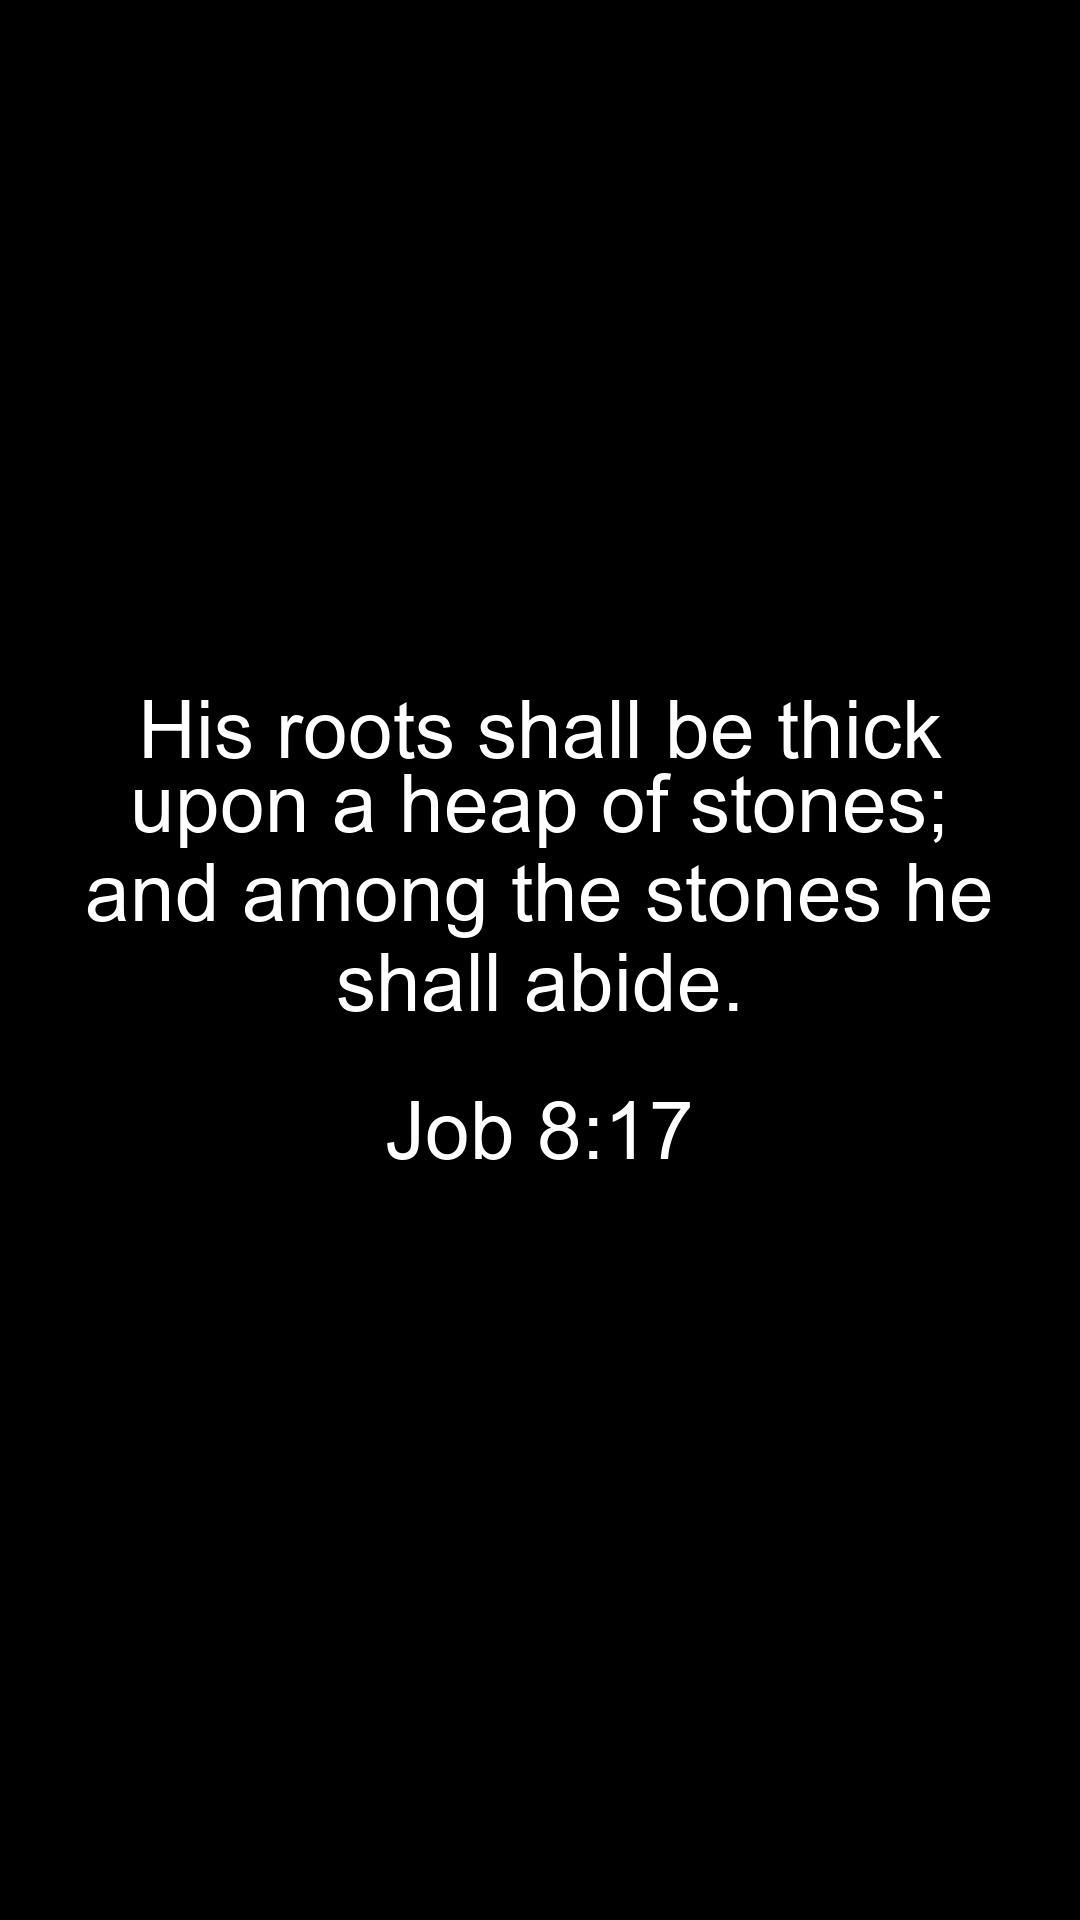 His roots shall be thick
upon a heap of stones;
and among the stones he
shall abide.
Job 8:17